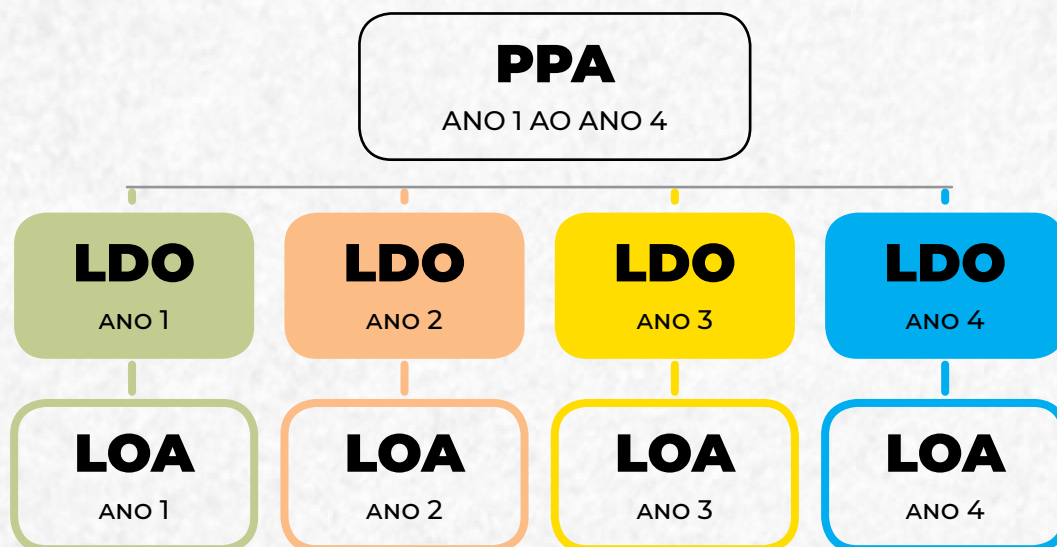 PPA
ANO 1 AO ANO 4
LDO
ANO 1
LDO
ANO 2
LDO
ANO 3
LDO
ANO 4
LOA
ANO 1
LOA
ANO 2
LOA
ANO 3
LOA
ANO 4